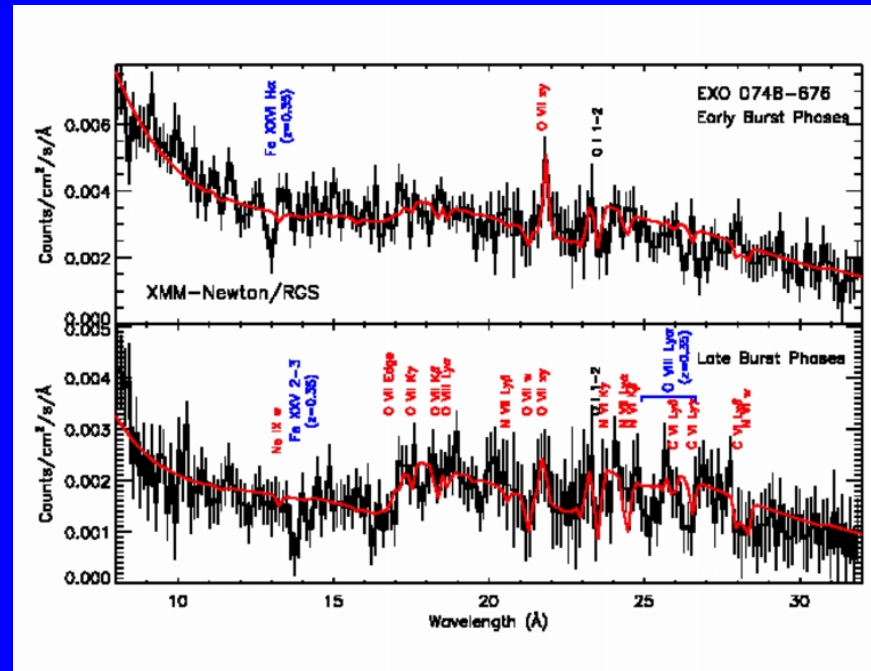 EXO 0748-676
Early Burst Phases
Fe XXVI Hα
(z=0.35)
O VII xy
O I 1-2
Counts/cm²/s/Å
0.006
0.004
0.002
0.000
XMM-Newton/RGS
Late Burst Phases
Counts/cm²/s/Å
0.005
0.004
0.003
0.002
0.001
0.000
Ne IX w
Fe XXV 2-3
(z=0.35)
O VII Edge
O VII Kγ
O VII Kβ
O VIII Lyα
N VII Lyβ
O VII w
O VII xy
O I 1-2
N VI Kγ
N VII Lyα
N VI Kβ
O VIII Lyα
(z=0.35)
C VI Lyδ
C VI Lyγ
C VI Lyβ
N VI w
10
15
20
25
30
Wavelength (Å)